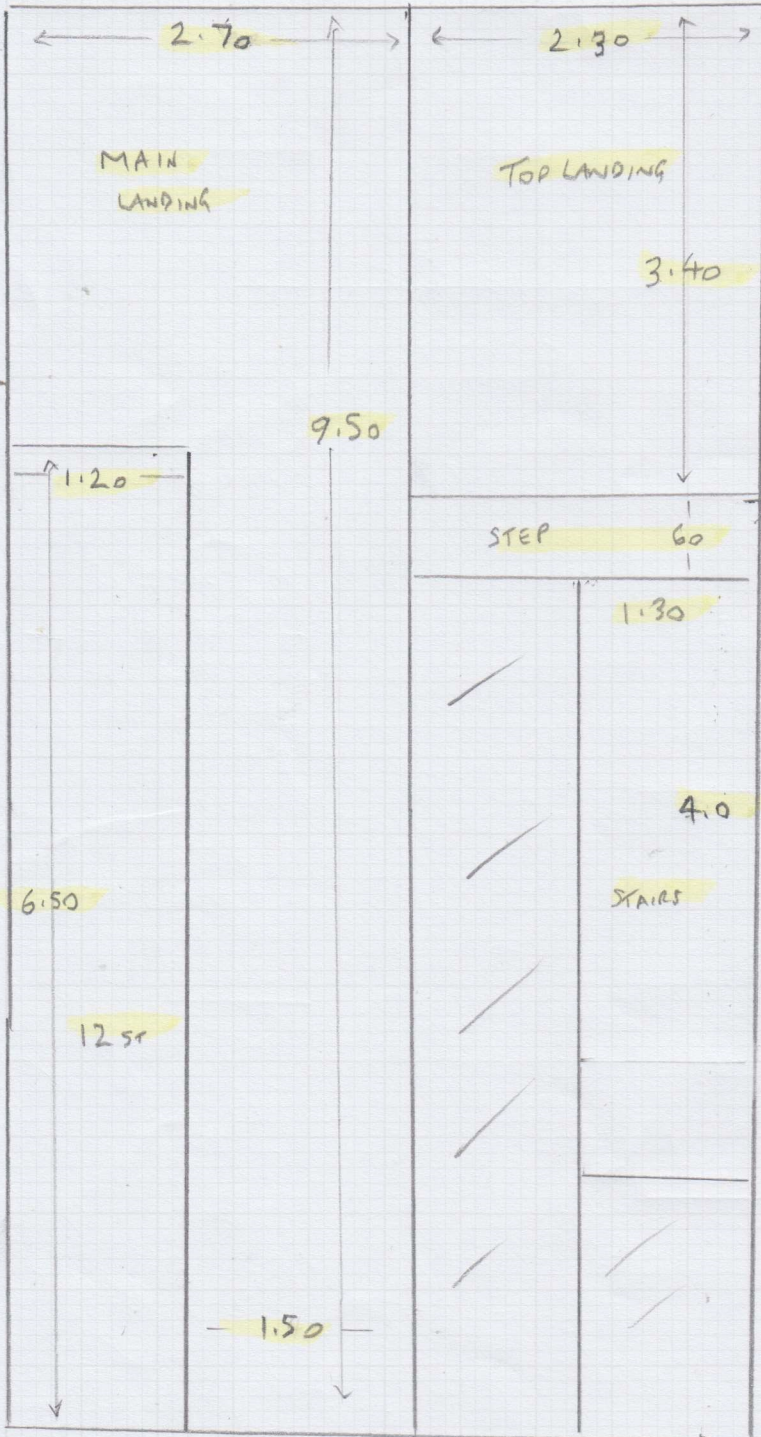 2.70
2.30
MAIN
LANDING
TOP LANDING
3.40
9.50
1.20
STEP 60
1.30
4.0
6.50
STAIRS
12 ST
1.50